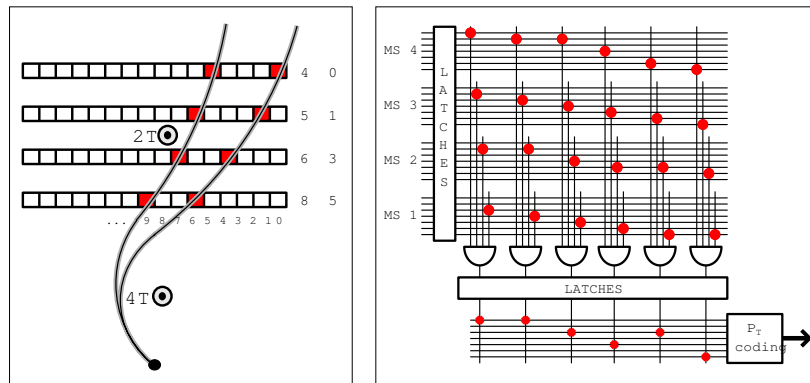 4 0
5 1
2T
6 3
8 5
... 9 8 7 6 5 4 3 2 1 0
4T
MS 4
MS 3
MS 2
MS 1
LATCHES
LATCHES
PT
coding